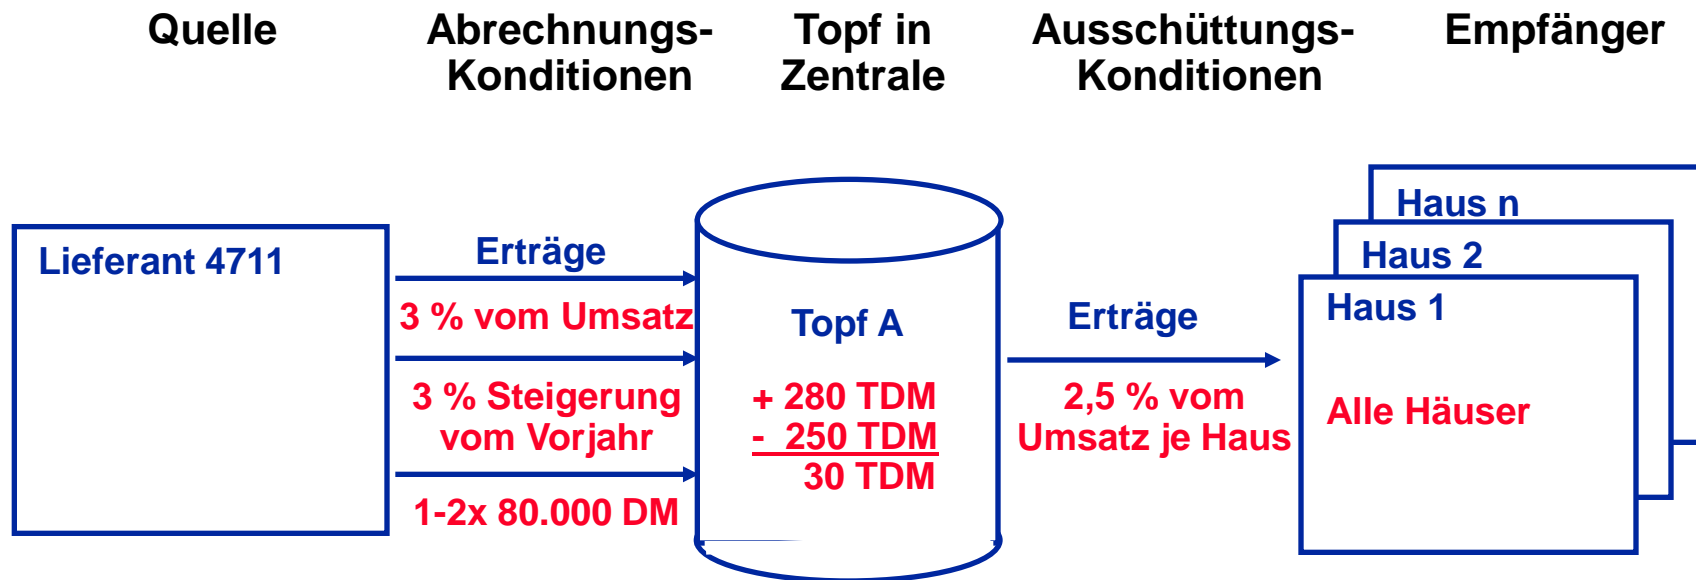 Quelle
Abrechnungs-
Konditionen
Topf in
Zentrale
Ausschüttungs-
Konditionen
Empfänger
Lieferant 4711
Erträge
3 % vom Umsatz
3 % Steigerung
vom Vorjahr
1-2x 80.000 DM
Topf A
+ 280 TDM
- 250 TDM
30 TDM
Erträge
2,5 % vom
Umsatz je Haus
Haus n
Haus 2
Haus 1
Alle Häuser